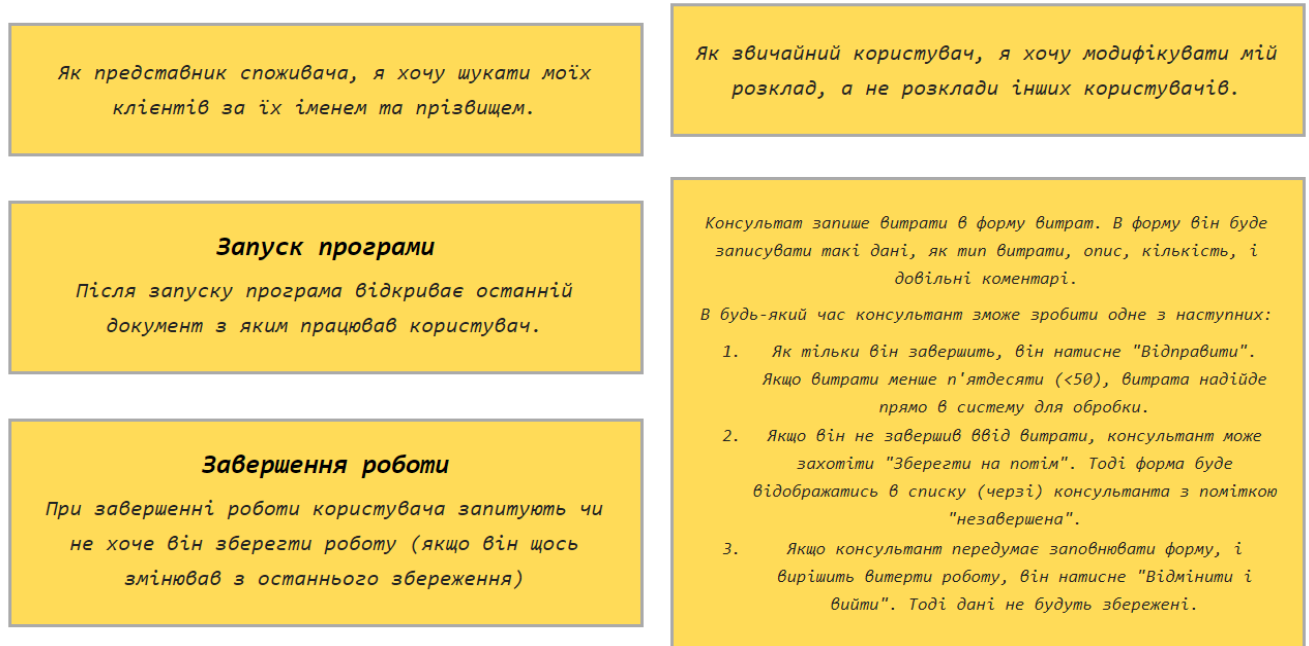 Як представник споживача, я хочу шукати моїх
клієнтів за їх іменем та прізвищем.
Запуск програми
Після запуску програма відкриває останній
документ з яким працював користувач.
Завершення роботи
При завершенні роботи користувача запитують чи
не хоче він зберегти роботу (якщо він щось
змінював з останнього збереження)
Як звичайний користувач, я хочу модифікувати мій
розклад, а не розклади інших користувачів.
Консультат запише витрати в форму витрат. В форму він буде
записувати такі дані, як тип витрати, опис, кількість, і
довільні коментарі.
В будь-який час консультант зможе зробити одне з наступних:
1. Як тільки він завершить, він натисне "Відправити".
Якщо витрати менше п'ятдесяти (<50), витрата надійде
прямо в систему для обробки.
2. Якщо він не завершив ввід витрати, консультант може
захотіти "Зберегти на потім". Тоді форма буде
відображатись в списку (черзі) консультанта з поміткою
"незавершена".
3. Якщо консультант передумає заповнювати форму, і
вирішить витерти роботу, він натисне "Відмінити і
вийти". Тоді дані не будуть збережені.